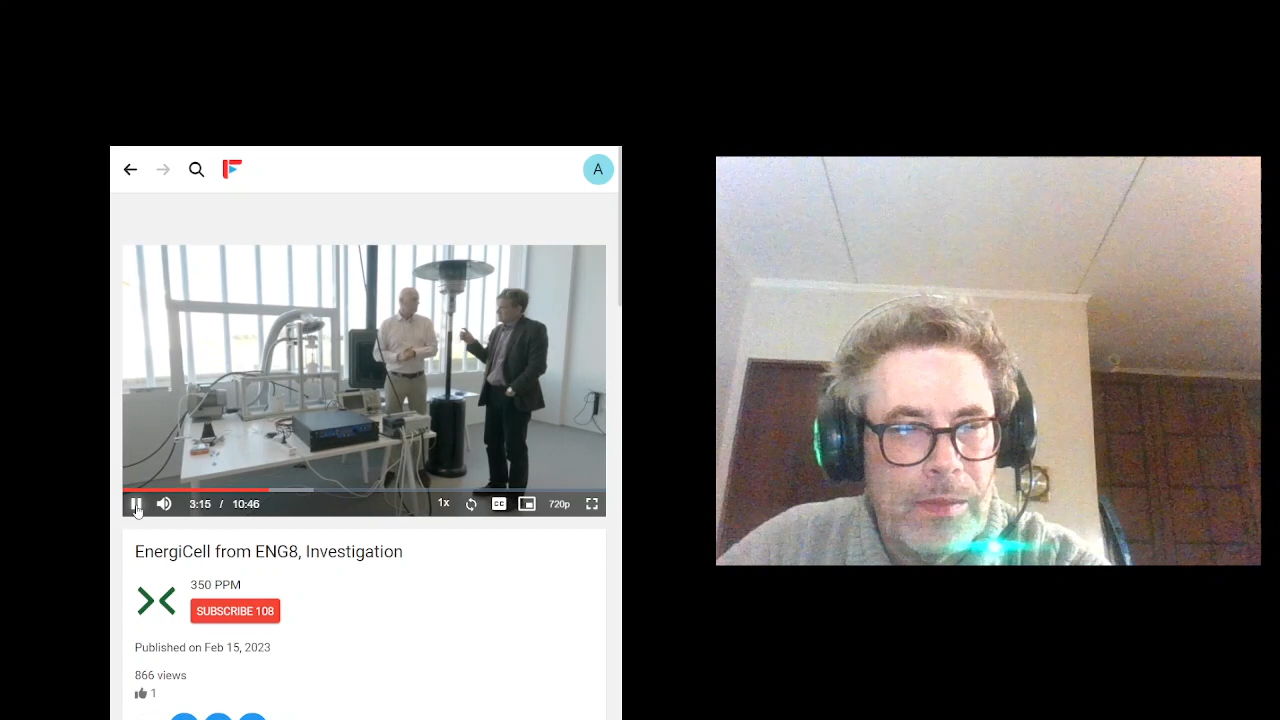 A
3:15 / 10:46
1x
CC
720p
EnergiCell from ENG8, Investigation
350 PPM
SUBSCRIBE 108
Published on Feb 15, 2023
866 views
1